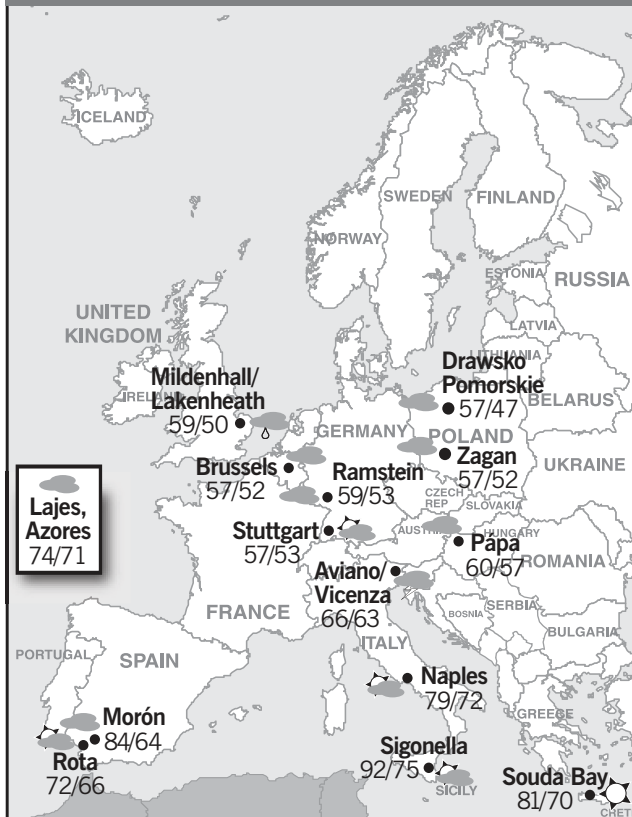 ICELAND
SWEDEN
FINLAND
NORWAY
ESTONIA
RUSSIA
LATVIA
LITHUANIA
UNITED
KINGDOM
IRELAND
Mildenhall/
Lakenheath
59/50
Drawsko
Pomorskie
57/47
BELARUS
GERMANY
POLAND
Zagan
57/52
UKRAINE
Brussels
57/52
Ramstein
59/53
CZECH
REP
SLOVAKIA
Lajes,
Azores
74/71
Stuttgart
57/53
AUSTRIA
HUNGARY
Pápa
60/57
ROMANIA
Aviano/
Vicenza
66/63
FRANCE
BOSNIA
SERBIA
BULGARIA
ITALY
PORTUGAL
SPAIN
Naples
79/72
GREECE
Morón
84/64
Rota
72/66
Sigonella
92/75
SICILY
Souda Bay
81/70
CRET